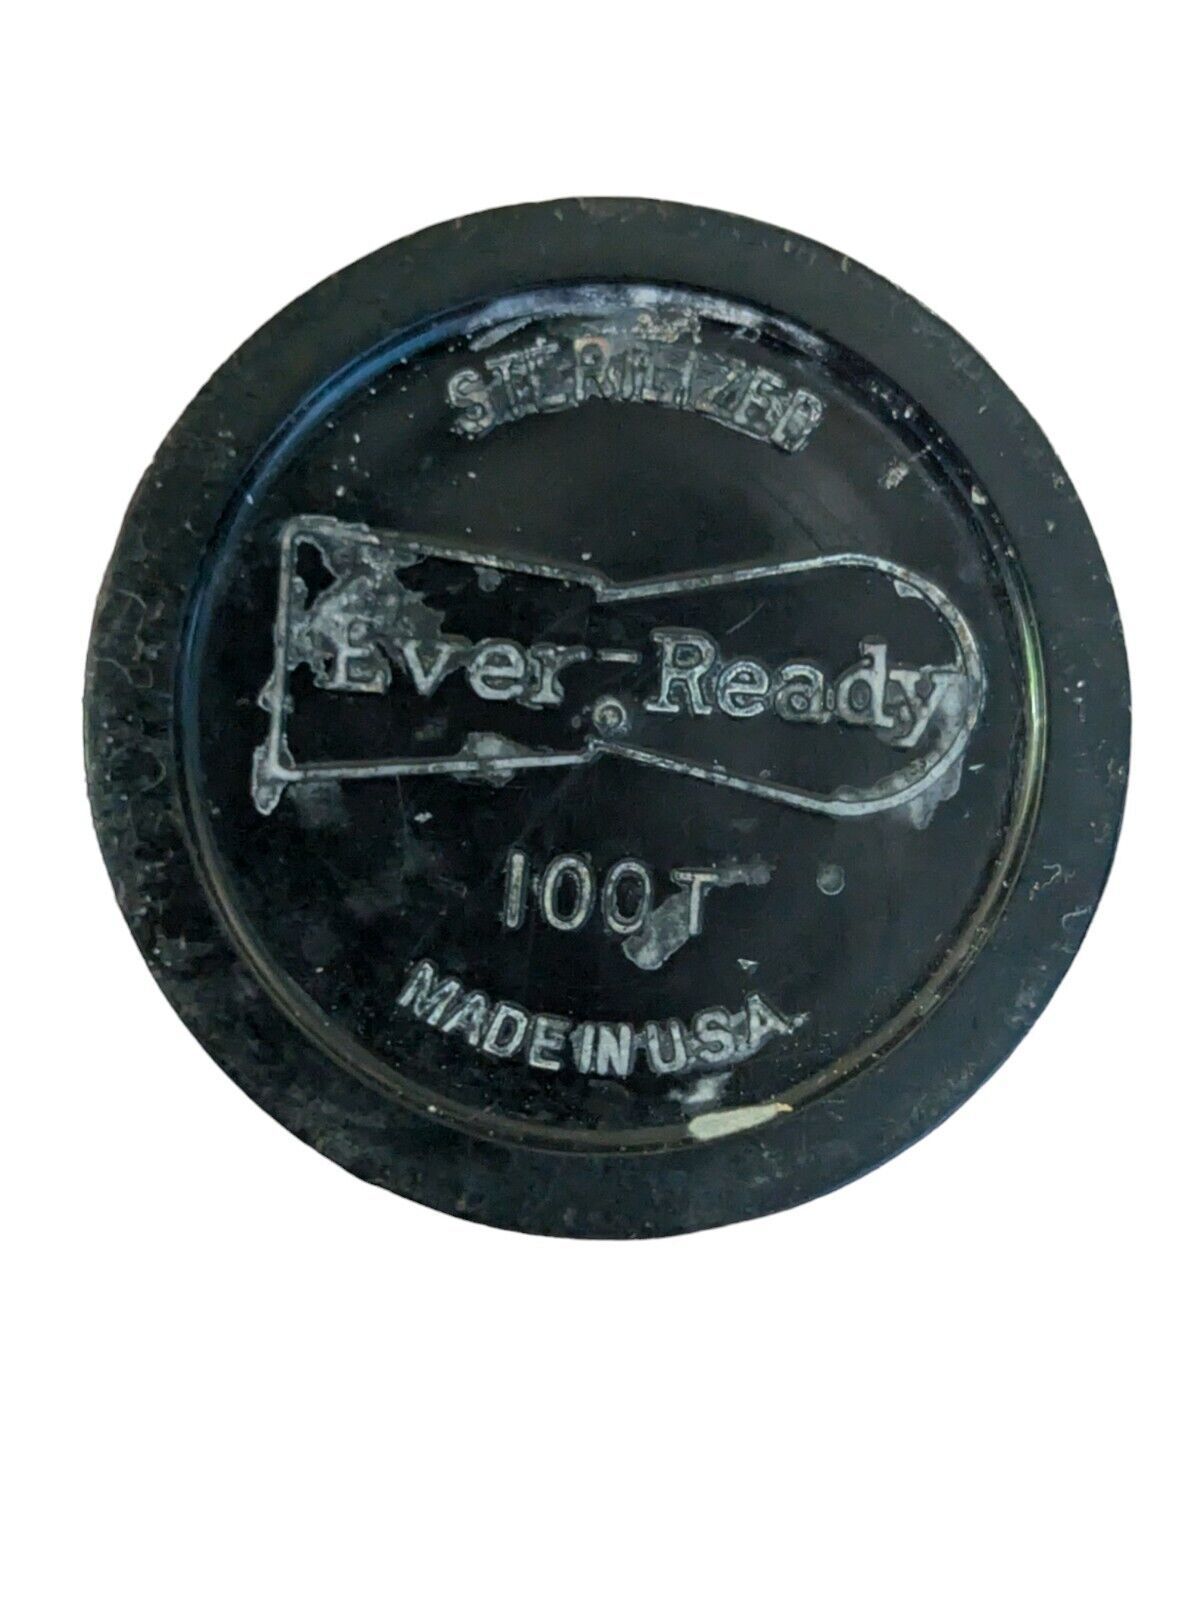 STERILIZED
Ever-Ready
100T
MADE IN U.S.A.